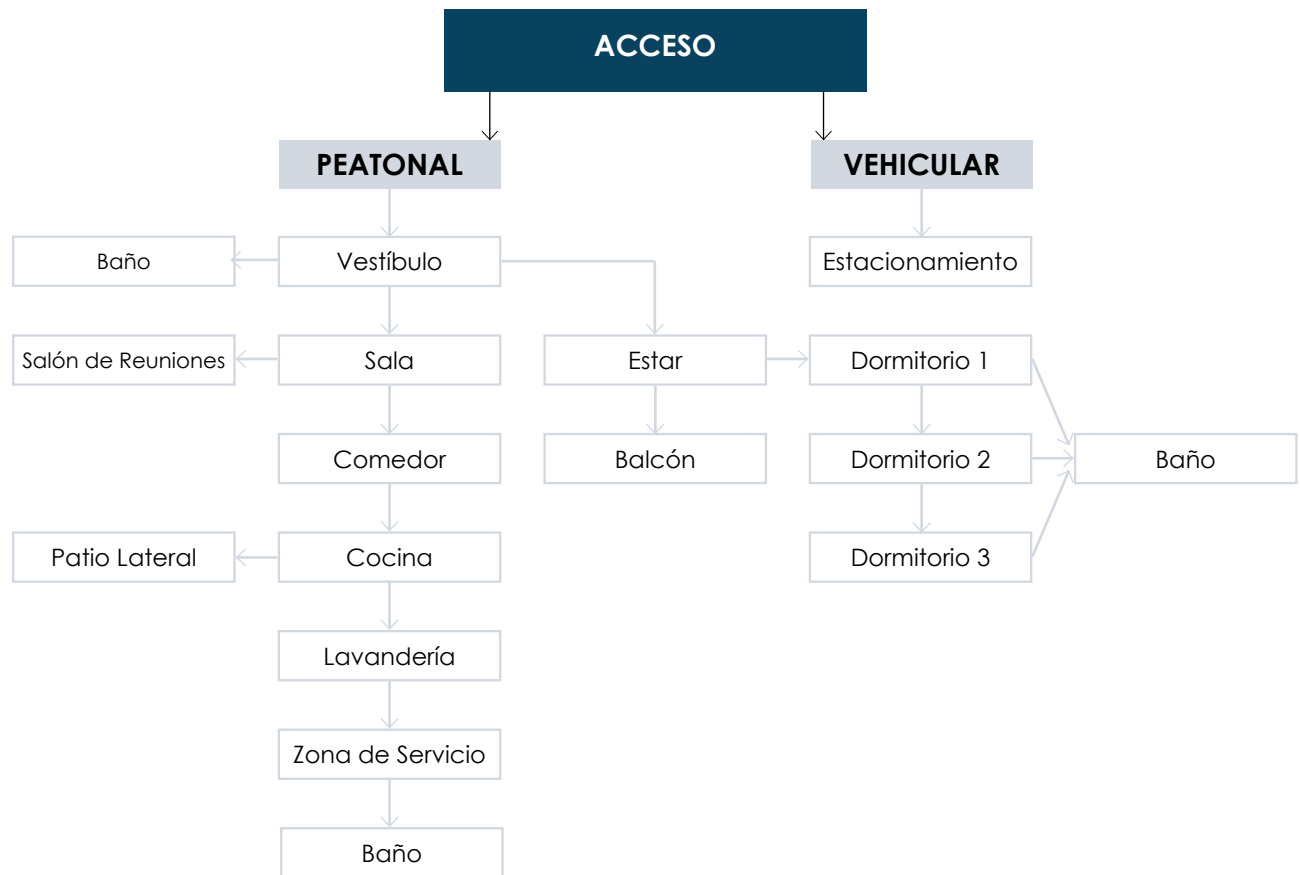 ACCESO
PEATONAL
VEHICULAR
Baño
Vestíbulo
Estacionamiento
Salón de Reuniones
Sala
Estar
Dormitorio 1
Comedor
Balcón
Dormitorio 2
Baño
Patio Lateral
Cocina
Dormitorio 3
Lavandería
Zona de Servicio
Baño